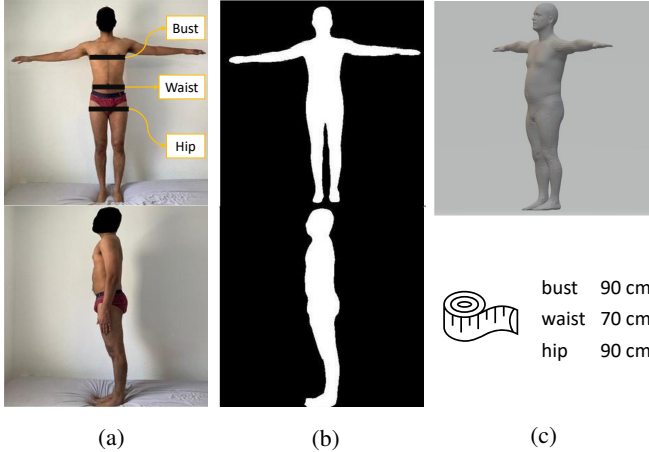 Bust
Waist
Hip
bust 90 cm
waist 70 cm
hip 90 cm
(a)
(b)
(c)